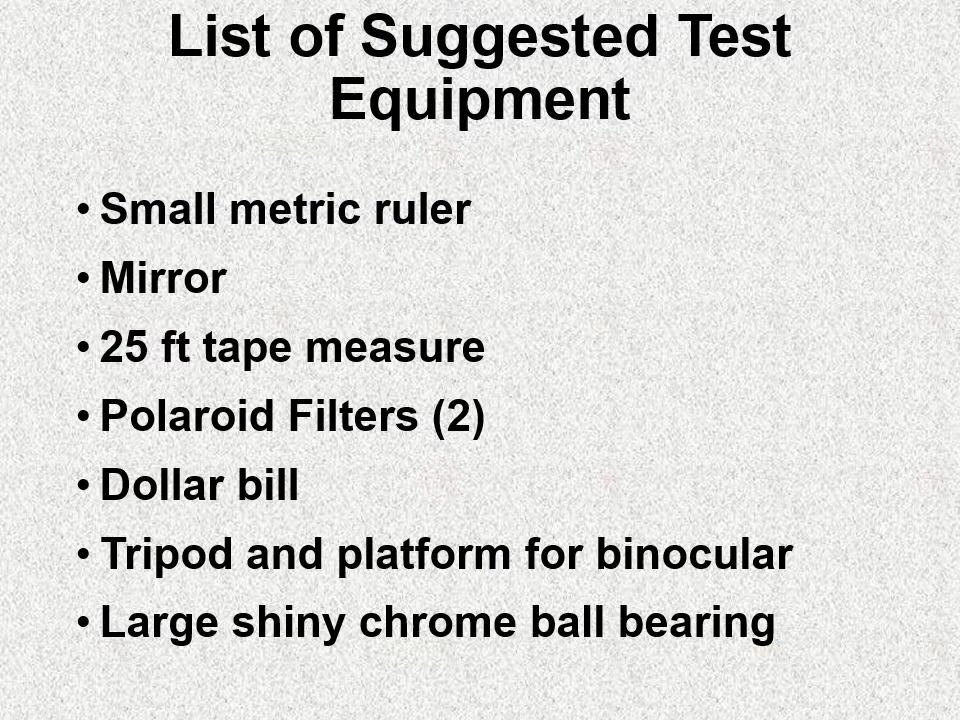 List of Suggested Test
Equipment
• Small metric ruler
• Mirror
• 25 ft tape measure
• Polaroid Filters (2)
• Dollar bill
• Tripod and platform for binocular
• Large shiny chrome ball bearing